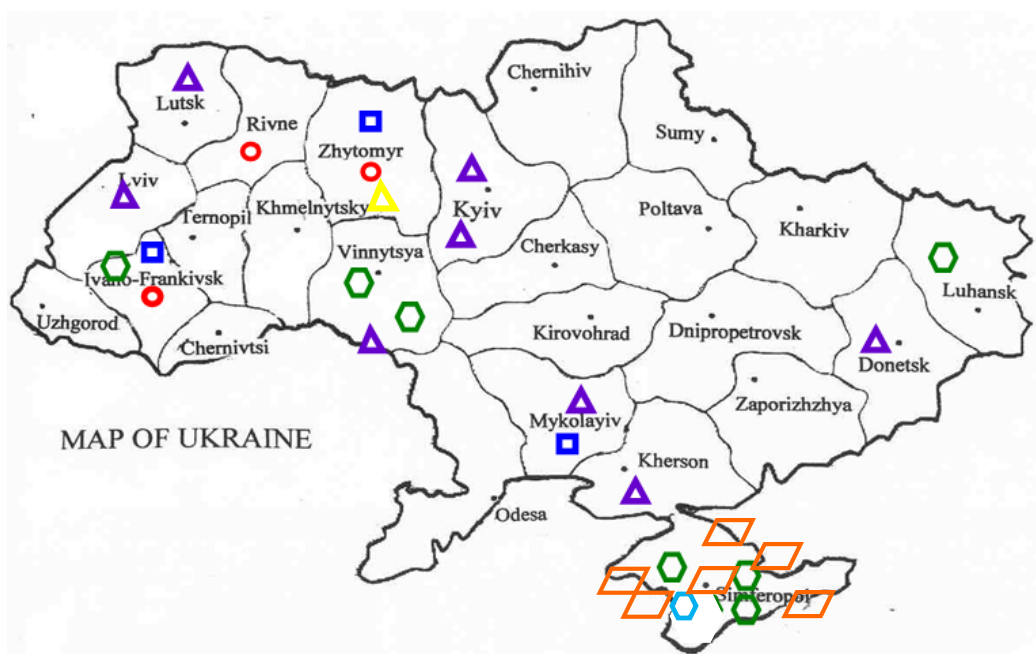 Chernihiv
Lutsk
Rivne
Sumy
Zhytomyr
Lviv
Ternopil
Khmelnytsky
Kyiv
Poltava
Kharkiv
Vinnytsya
Cherkasy
Ivano-Frankivsk
Luhansk
Uzhgorod
Chernivtsi
Kirovohrad
Dnipropetrovsk
Donetsk
Zaporizhzhya
Mykolayiv
MAP OF UKRAINE
Kherson
Odesa
Simferopol